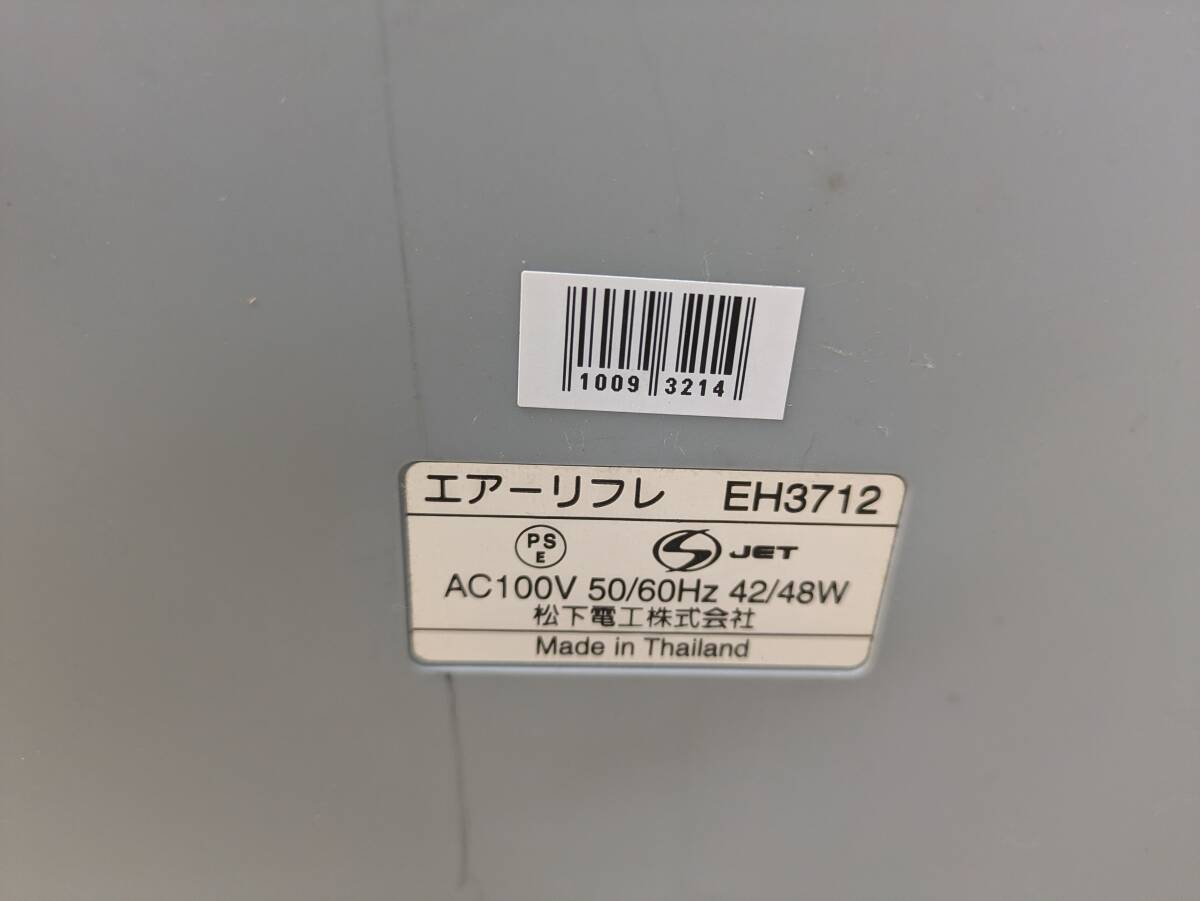 1009 3214
エアーリフレ EH3712
PS
E
S JET
AC100V 50/60Hz 42/48W
松下電工株式会社
Made in Thailand